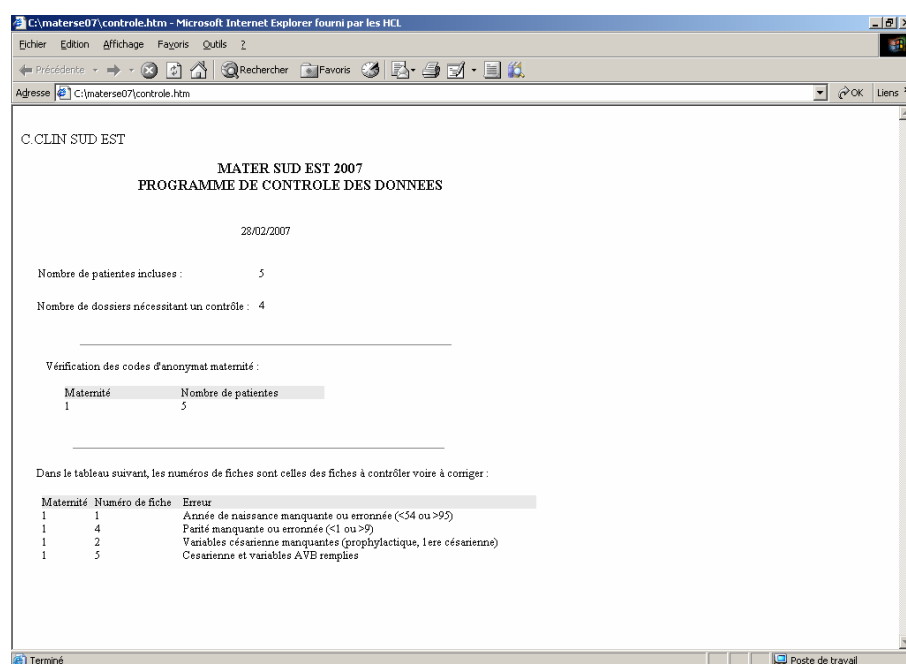 C:\materse07\controle.htm - Microsoft Internet Explorer fourni par les HCL
Fichier Edition Affichage Favoris Outils ?
Précédente Rechercher Favoris
Adresse C:\materse07\controle.htm OK Liens
C.CLIN SUD EST
MATER SUD EST 2007
PROGRAMME DE CONTROLE DES DONNEES
28/02/2007
Nombre de patientes incluses : 5
Nombre de dossiers nécessitant un contrôle : 4
Vérification des codes d'anonymat maternité :
Maternité Nombre de patientes
1 5
Dans le tableau suivant, les numéros de fiches sont celles des fiches à contrôler voire à corriger :
Maternité Numéro de fiche Erreur
1 1 Année de naissance manquante ou erronée (<54 ou >95)
1 4 Parité manquante ou erronnée (<1 ou >9)
1 2 Variables césarienne manquantes (prophylactique, 1ere césarienne)
1 5 Cesarienne et variables AVB remplies
Terminé Poste de travail